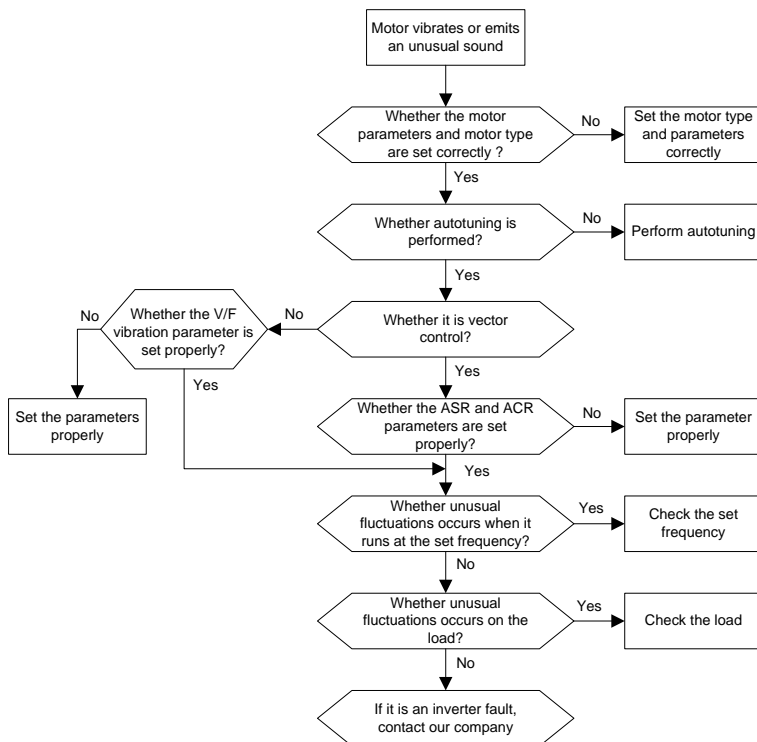 Motor vibrates or emits
an unusual sound
Whether the motor
parameters and motor type
are set correctly ?
No
Set the motor type
and parameters
correctly
Yes
Whether autotuning is
performed?
No
Perform autotuning
Yes
Whether it is vector
control?
No
Whether the V/F
vibration parameter is
set properly?
No
Set the parameters
properly
Yes
Yes
Whether the ASR and ACR
parameters are set
properly?
No
Set the parameter
properly
Yes
Whether unusual
fluctuations occurs when it
runs at the set frequency?
Yes
Check the set
frequency
No
Whether unusual
fluctuations occurs on the
load?
Yes
Check the load
No
If it is an inverter fault,
contact our company